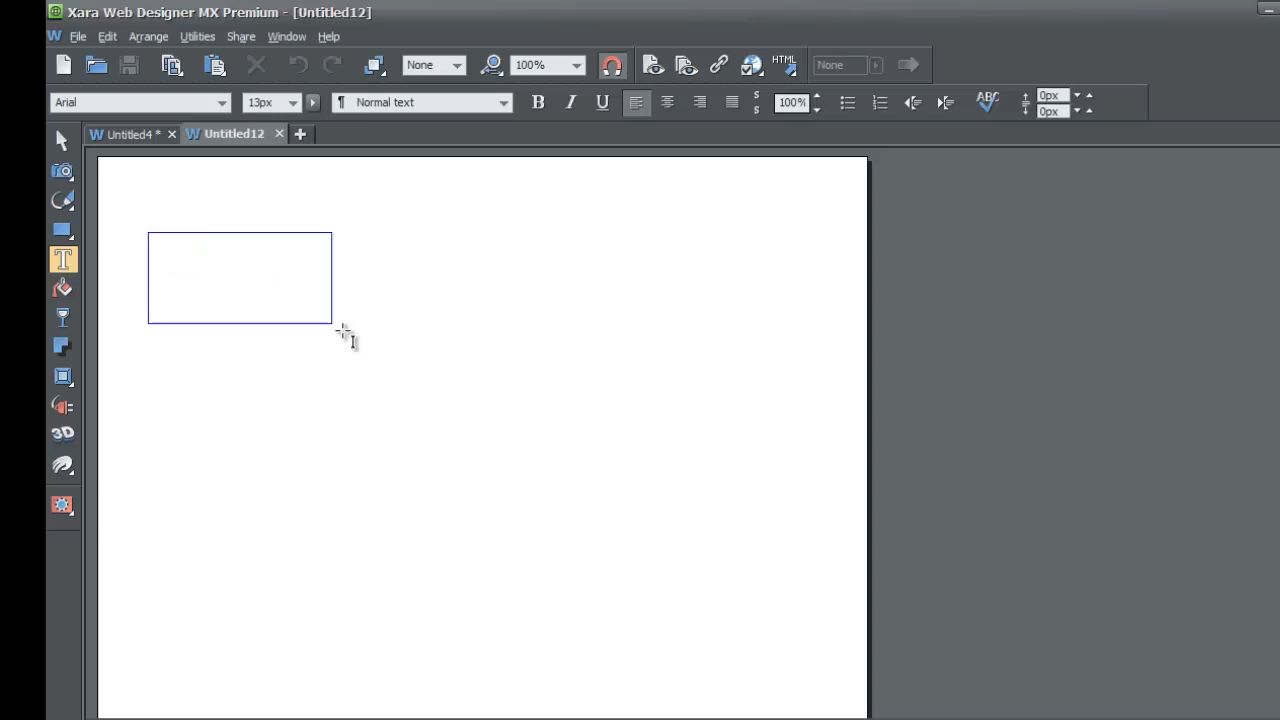 Xara Web Designer MX Premium - [Untitled12]
File Edit Arrange Utilities Share Window Help
None 100% HTML None
Arial 13px ¶ Normal text B I U S S 100% ABC 0px
0px
Untitled4 * Untitled12
T
3D